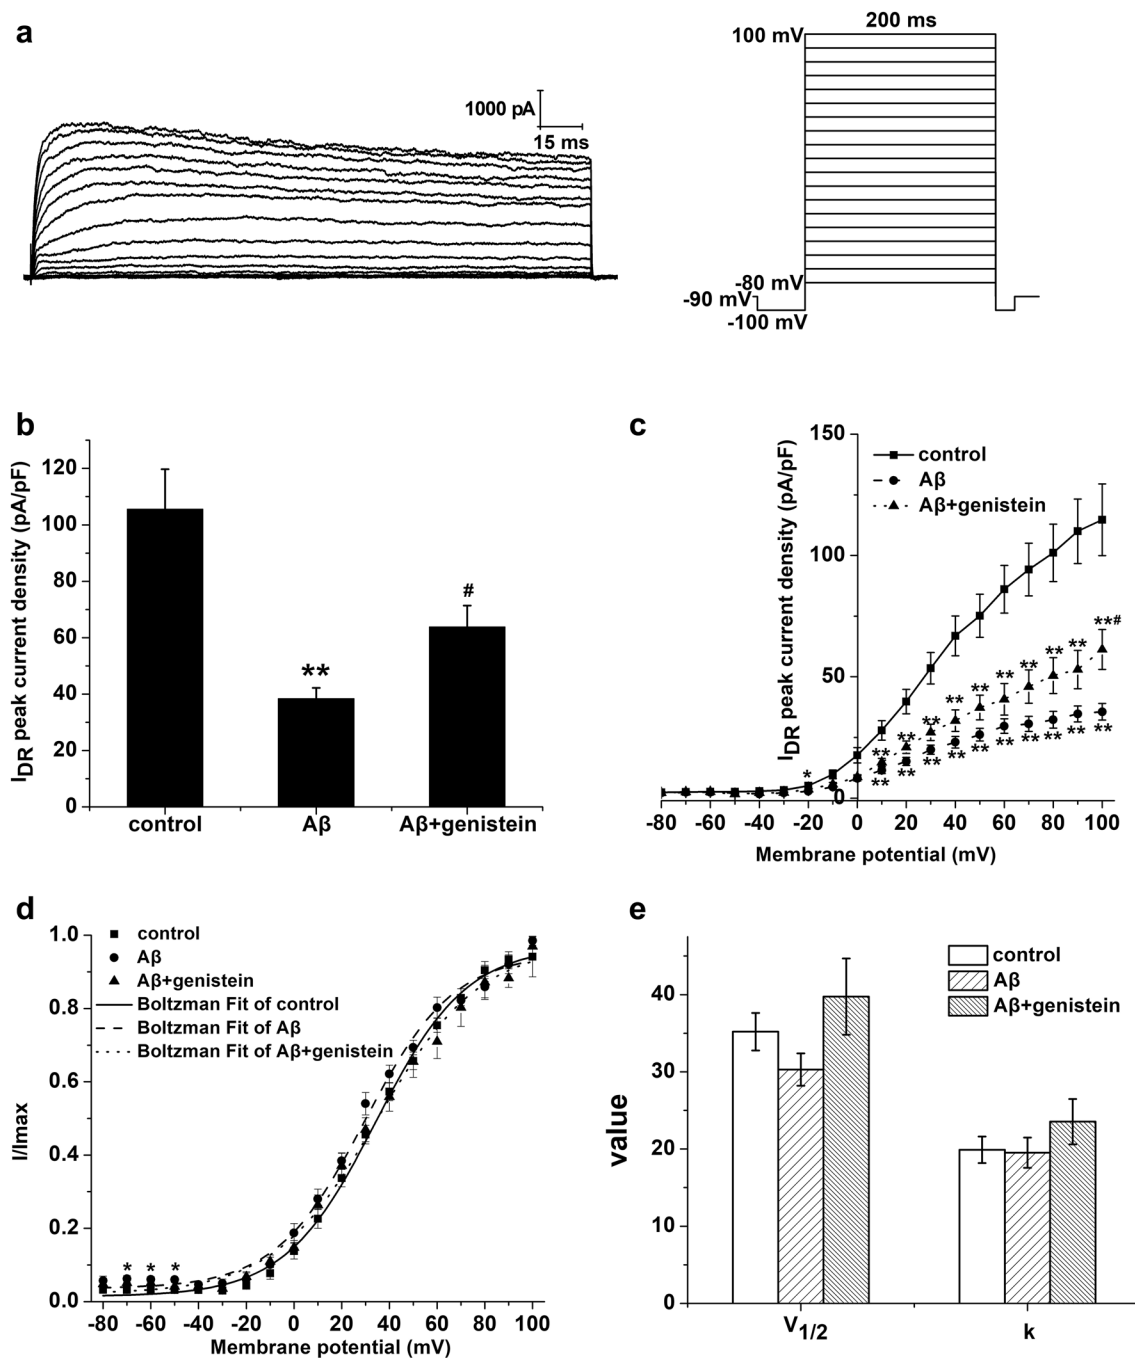 a
1000 pA
15 ms
200 ms
100 mV
-80 mV
-90 mV
-100 mV
b
I_DR peak current density (pA/pF)
120
100
80
60
40
20
0
**
#
control
Aβ
Aβ+genistein
c
I_DR peak current density (pA/pF)
150
100
50
0
control
Aβ
Aβ+genistein
*
** ** ** ** ** ** ** ** ** **#
** ** ** ** ** ** ** ** ** **
-80 -60 -40 -20 0 20 40 60 80 100
Membrane potential (mV)
d
I/Imax
1.0
0.8
0.6
0.4
0.2
0.0
control
Aβ
Aβ+genistein
Boltzman Fit of control
Boltzman Fit of Aβ
Boltzman Fit of Aβ+genistein
* * *
-80 -60 -40 -20 0 20 40 60 80 100
Membrane potential (mV)
e
value
40
30
20
10
0
control
Aβ
Aβ+genistein
V1/2
k